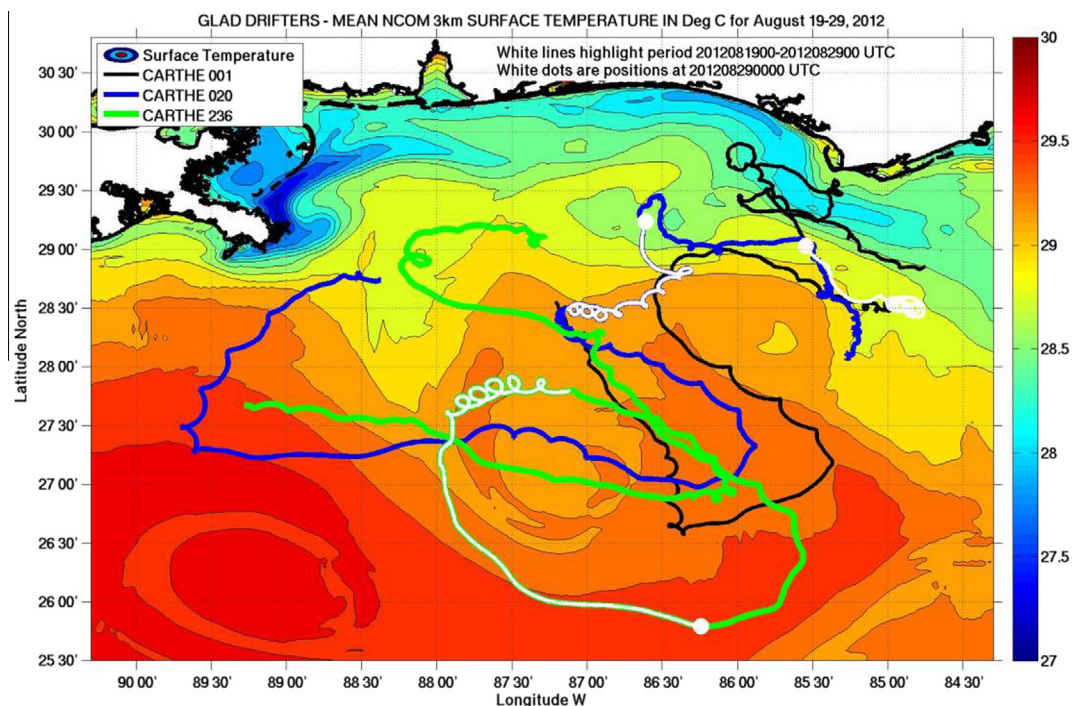 GLAD DRIFTERS - MEAN NCOM 3km SURFACE TEMPERATURE IN Deg C for August 19-29, 2012
Surface Temperature
CARTHE 001
CARTHE 020
CARTHE 236
White lines highlight period 2012081900-2012082900 UTC
White dots are positions at 201208290000 UTC
Latitude North
30 30'
30 00'
29 30'
29 00'
28 30'
28 00'
27 30'
27 00'
26 30'
26 00'
25 30'
90 00' 89 30' 89 00' 88 30' 88 00' 87 30' 87 00' 86 30' 86 00' 85 30' 85 00' 84 30'
Longitude W
30
29.5
29
28.5
28
27.5
27